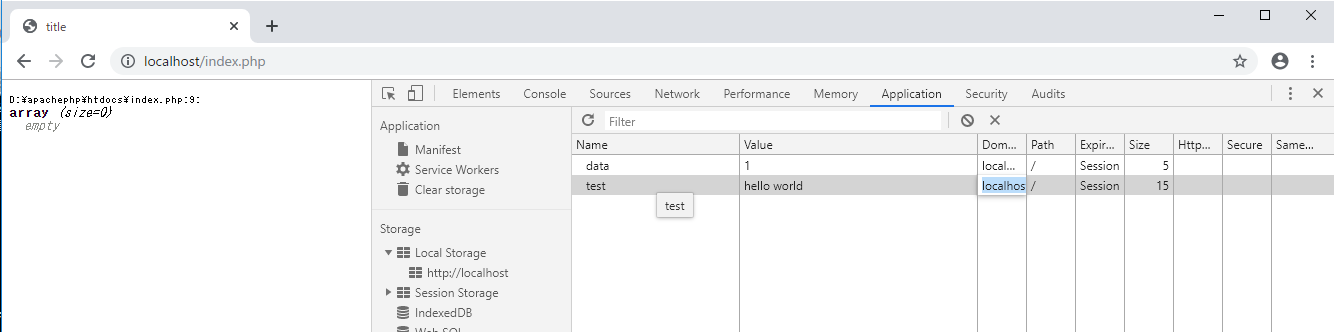 title
localhost/index.php
D:¥apachephp¥htdocs¥index.php:9:
array (size=0)
empty
Elements Console Sources Network Performance Memory Application Security Audits
Application
Manifest
Service Workers
Clear storage
Storage
Local Storage
http://localhost
Session Storage
IndexedDB
Web SQL
Filter
Name Value Dom... Path Expir... Size Http... Secure Same...
data 1 local... / Session 5
test hello world localhos / Session 15
test